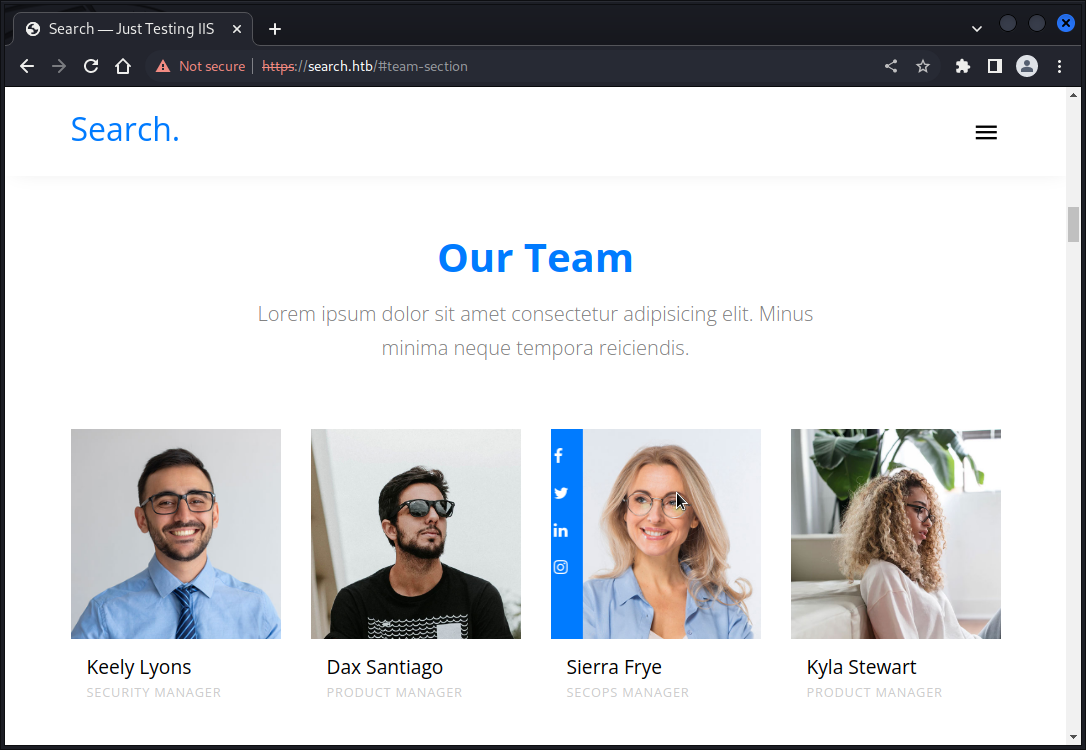 Search — Just Testing IIS
Not secure | https://search.htb/#team-section
Search.
Our Team
Lorem ipsum dolor sit amet consectetur adipisicing elit. Minus
minima neque tempora reiciendis.
Keely Lyons
SECURITY MANAGER
Dax Santiago
PRODUCT MANAGER
Sierra Frye
SECOPS MANAGER
Kyla Stewart
PRODUCT MANAGER